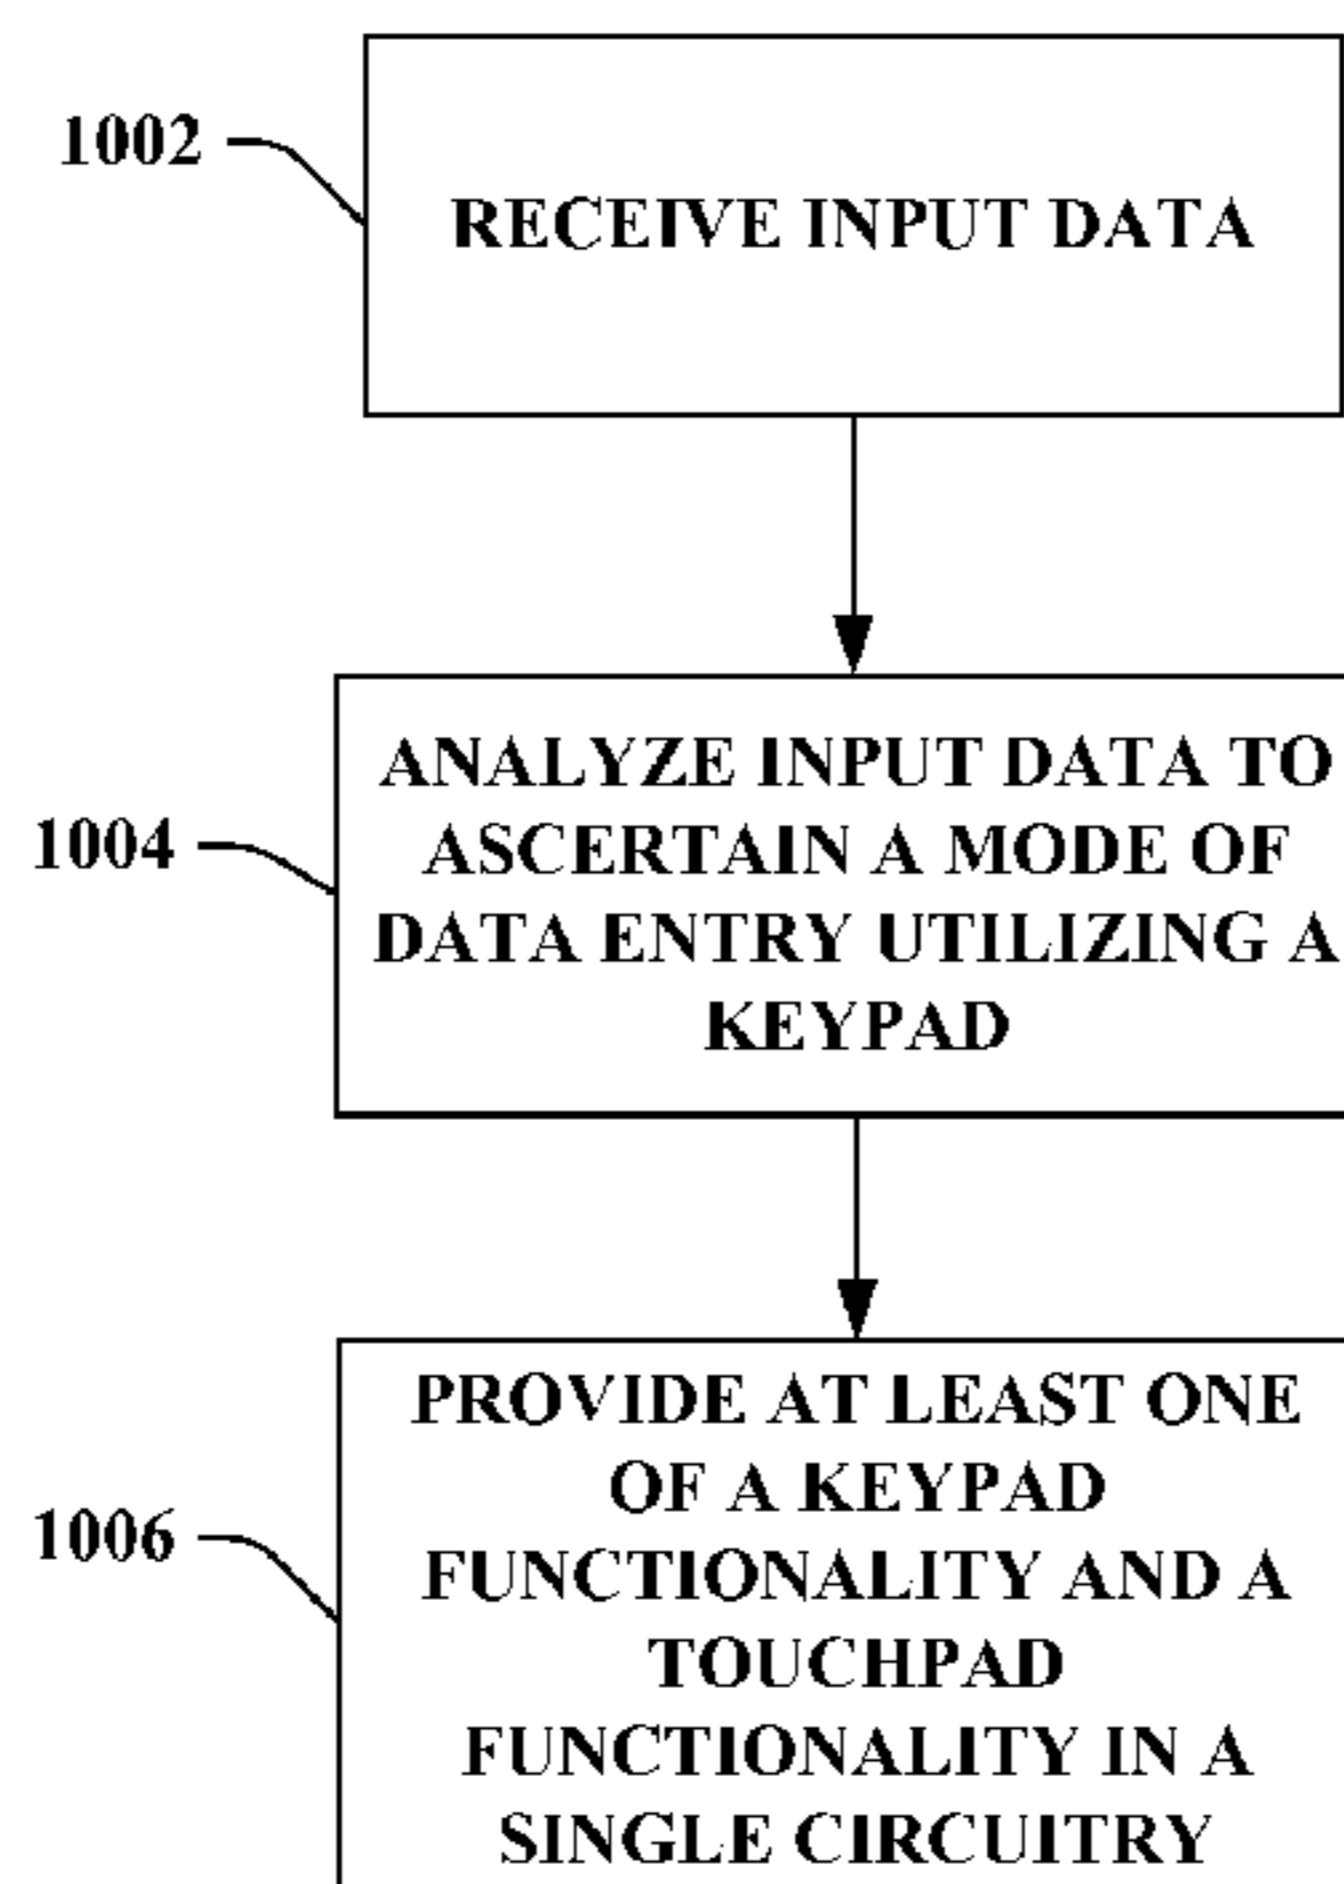 1002
RECEIVE INPUT DATA
1004
ANALYZE INPUT DATA TO
ASCERTAIN A MODE OF
DATA ENTRY UTILIZING A
KEYPAD
1006
PROVIDE AT LEAST ONE
OF A KEYPAD
FUNCTIONALITY AND A
TOUCHPAD
FUNCTIONALITY IN A
SINGLE CIRCUITRY